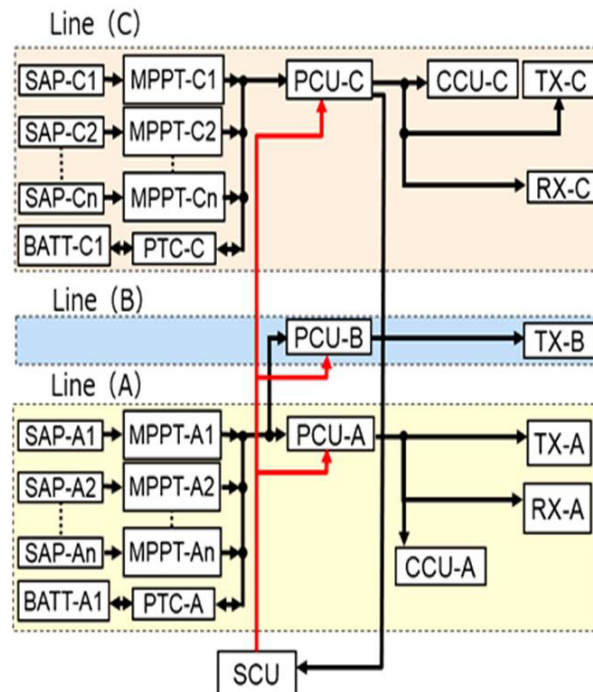 Line (C)
SAP-C1 MPPT-C1 PCU-C CCU-C TX-C
SAP-C2 MPPT-C2
SAP-Cn MPPT-Cn RX-C
BATT-C1 PTC-C
Line (B)
PCU-B TX-B
Line (A)
SAP-A1 MPPT-A1 PCU-A TX-A
SAP-A2 MPPT-A2 RX-A
SAP-An MPPT-An CCU-A
BATT-A1 PTC-A
SCU